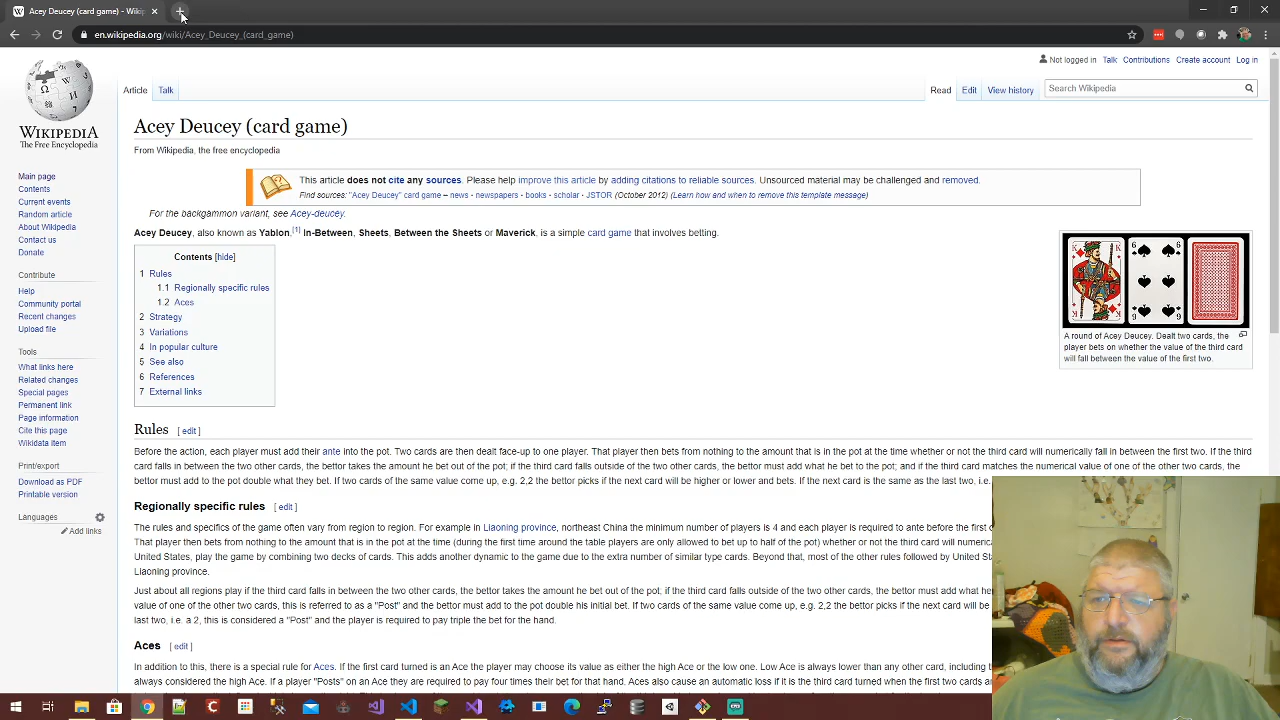 Acey Deucey (card game) - Wikip
en.wikipedia.org/wiki/Acey_Deucey_(card_game)
Not logged in Talk Contributions Create account Log in
Article Talk Read Edit View history Search Wikipedia
WIKIPEDIA
The Free Encyclopedia
Main page
Contents
Current events
Random article
About Wikipedia
Contact us
Donate
Contribute
Help
Community portal
Recent changes
Upload file
Tools
What links here
Related changes
Special pages
Permanent link
Page information
Cite this page
Wikidata item
Print/export
Download as PDF
Printable version
Languages
Add links
Acey Deucey (card game)
From Wikipedia, the free encyclopedia
This article does not cite any sources. Please help improve this article by adding citations to reliable sources. Unsourced material may be challenged and removed.
Find sources: "Acey Deucey" card game – news · newspapers · books · scholar · JSTOR (October 2012) (Learn how and when to remove this template message)
For the backgammon variant, see Acey-deucey.
Acey Deucey, also known as Yablon,[1] In-Between, Sheets, Between the Sheets or Maverick, is a simple card game that involves betting.
Contents [hide]
1 Rules
1.1 Regionally specific rules
1.2 Aces
2 Strategy
3 Variations
4 In popular culture
5 See also
6 References
7 External links
K
K
6
6
A round of Acey Deucey. Dealt two cards, the
player bets on whether the value of the third card
will fall between the value of the first two.
Rules [ edit ]
Before the action, each player must add their ante into the pot. Two cards are then dealt face-up to one player. That player then bets from nothing to the amount that is in the pot at the time whether or not the third card will numerically fall in between the first two. If the third
card falls in between the two other cards, the bettor takes the amount he bet out of the pot; if the third card falls outside of the two other cards, the bettor must add what he bet to the pot; and if the third card matches the numerical value of one of the other two cards, the
bettor must add to the pot double what they bet. If two cards of the same value come up, e.g. 2,2 the bettor picks if the next card will be higher or lower and bets. If the next card is the same as the last two, i.e.
Regionally specific rules [ edit ]
The rules and specifics of the game often vary from region to region. For example in Liaoning province, northeast China the minimum number of players is 4 and each player is required to ante before the first
That player then bets from nothing to the amount that is in the pot at the time (during the first time around the table players are only allowed to bet up to half of the pot) whether or not the third card will numerica
United States, play the game by combining two decks of cards. This adds another dynamic to the game due to the extra number of similar type cards. Beyond that, most of the other rules followed by United St
Liaoning province.
Just about all regions play if the third card falls in between the two other cards, the bettor takes the amount he bet out of the pot, if the third card falls outside of the two other cards, the bettor must add what he
value of one of the other two cards, this is referred to as a "Post" and the bettor must add to the pot double his initial bet. If two cards of the same value come up, e.g. 2,2 the bettor picks if the next card will be
last two, i.e. a 2, this is considered a "Post" and the player is required to pay triple the bet for the hand.
Aces [ edit ]
In addition to this, there is a special rule for Aces. If the first card turned is an Ace the player may choose its value as either the high Ace or the low one. Low Ace is always lower than any other card, including
always considered the high Ace. If a player "Posts" on an Ace they are required to pay four times their bet for that hand. Aces also cause an automatic loss if it is the third card turned when the first two cards a